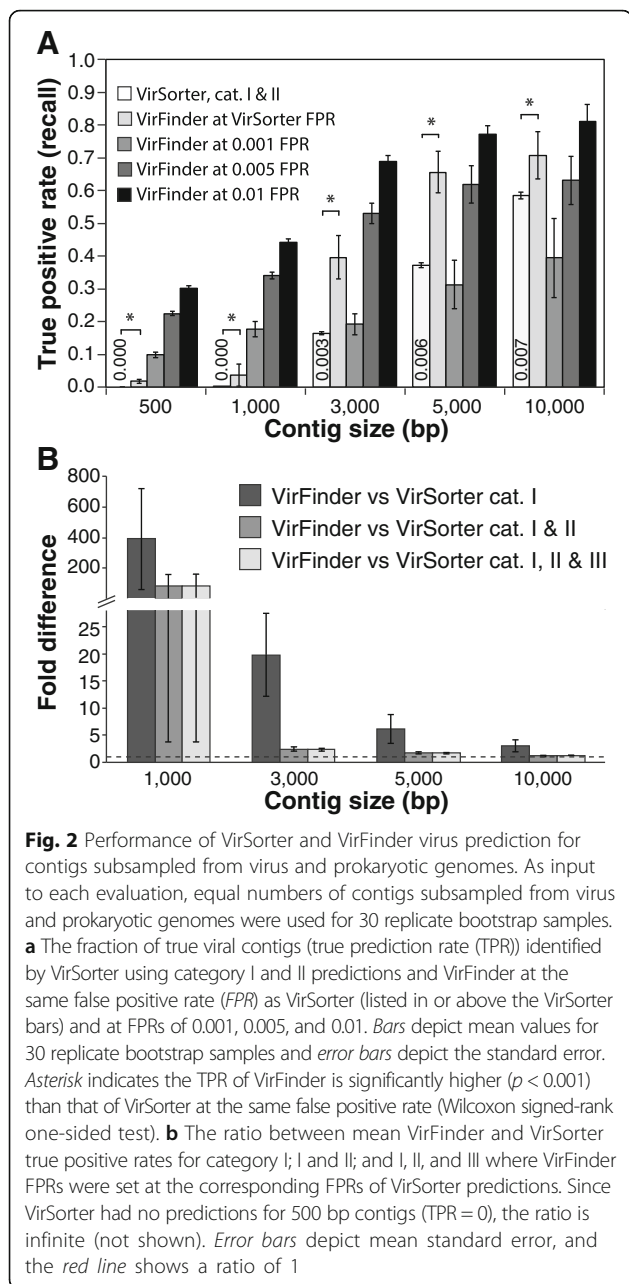 A
True positive rate (recall)
1.0
0.9
0.8
0.7
0.6
0.5
0.4
0.3
0.2
0.1
0.0
VirSorter, cat. I & II
VirFinder at VirSorter FPR
VirFinder at 0.001 FPR
VirFinder at 0.005 FPR
VirFinder at 0.01 FPR
* * * * *
0.000 0.000 0.003 0.006 0.007
500 1,000 3,000 5,000 10,000
Contig size (bp)
B
Fold difference
800
600
400
200
25
20
15
10
5
0
VirFinder vs VirSorter cat. I
VirFinder vs VirSorter cat. I & II
VirFinder vs VirSorter cat. I, II & III
1,000 3,000 5,000 10,000
Contig size (bp)
Fig. 2 Performance of VirSorter and VirFinder virus prediction for
contigs subsampled from virus and prokaryotic genomes. As input
to each evaluation, equal numbers of contigs subsampled from virus
and prokaryotic genomes were used for 30 replicate bootstrap samples.
a The fraction of true viral contigs (true prediction rate (TPR)) identified
by VirSorter using category I and II predictions and VirFinder at the
same false positive rate (FPR) as VirSorter (listed in or above the VirSorter
bars) and at FPRs of 0.001, 0.005, and 0.01. Bars depict mean values for
30 replicate bootstrap samples and error bars depict the standard error.
Asterisk indicates the TPR of VirFinder is significantly higher (p < 0.001)
than that of VirSorter at the same false positive rate (Wilcoxon signed-rank
one-sided test). b The ratio between mean VirFinder and VirSorter
true positive rates for category I; I and II; and I, II, and III where VirFinder
FPRs were set at the corresponding FPRs of VirSorter predictions. Since
VirSorter had no predictions for 500 bp contigs (TPR = 0), the ratio is
infinite (not shown). Error bars depict mean standard error, and
the red line shows a ratio of 1